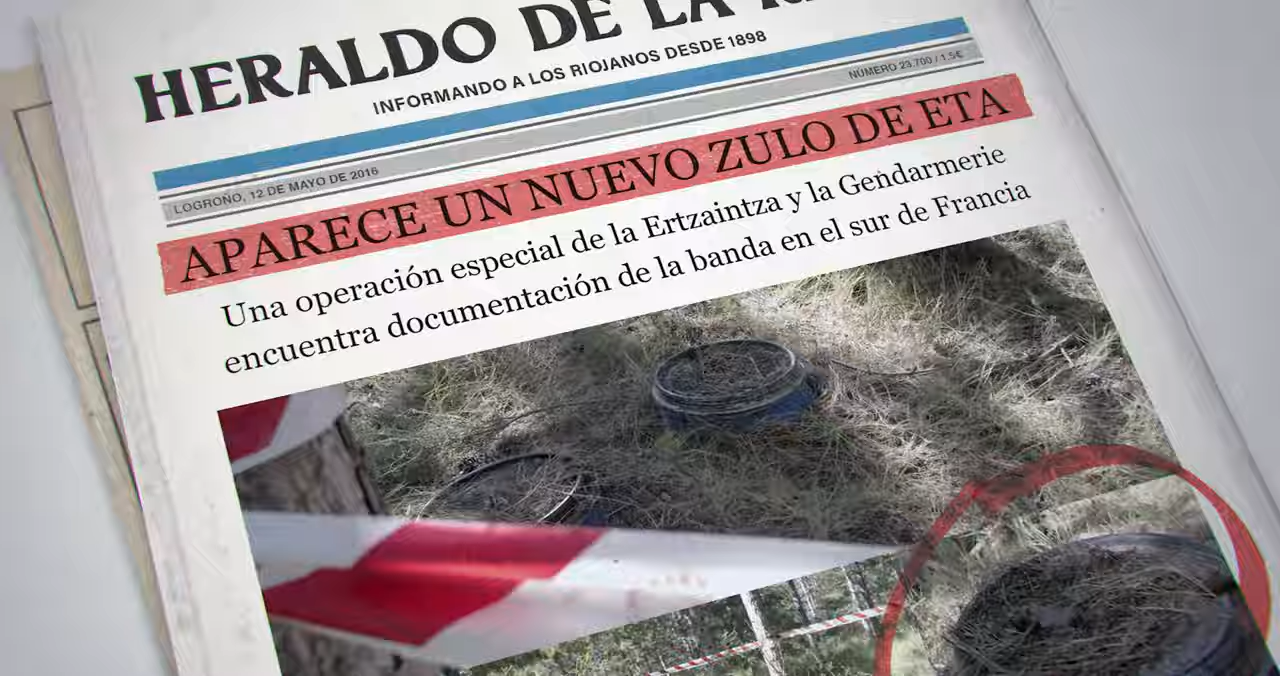 HERALDO DE LA
INFORMANDO A LOS RIOJANOS DESDE 1898
NÚMERO 23.700 / 1,5€
LOGROÑO, 12 DE MAYO DE 2016
APARECE UN NUEVO ZULO DE ETA
Una operación especial de la Ertzaintza y la Gendarmerie
encuentra documentación de la banda en el sur de Francia